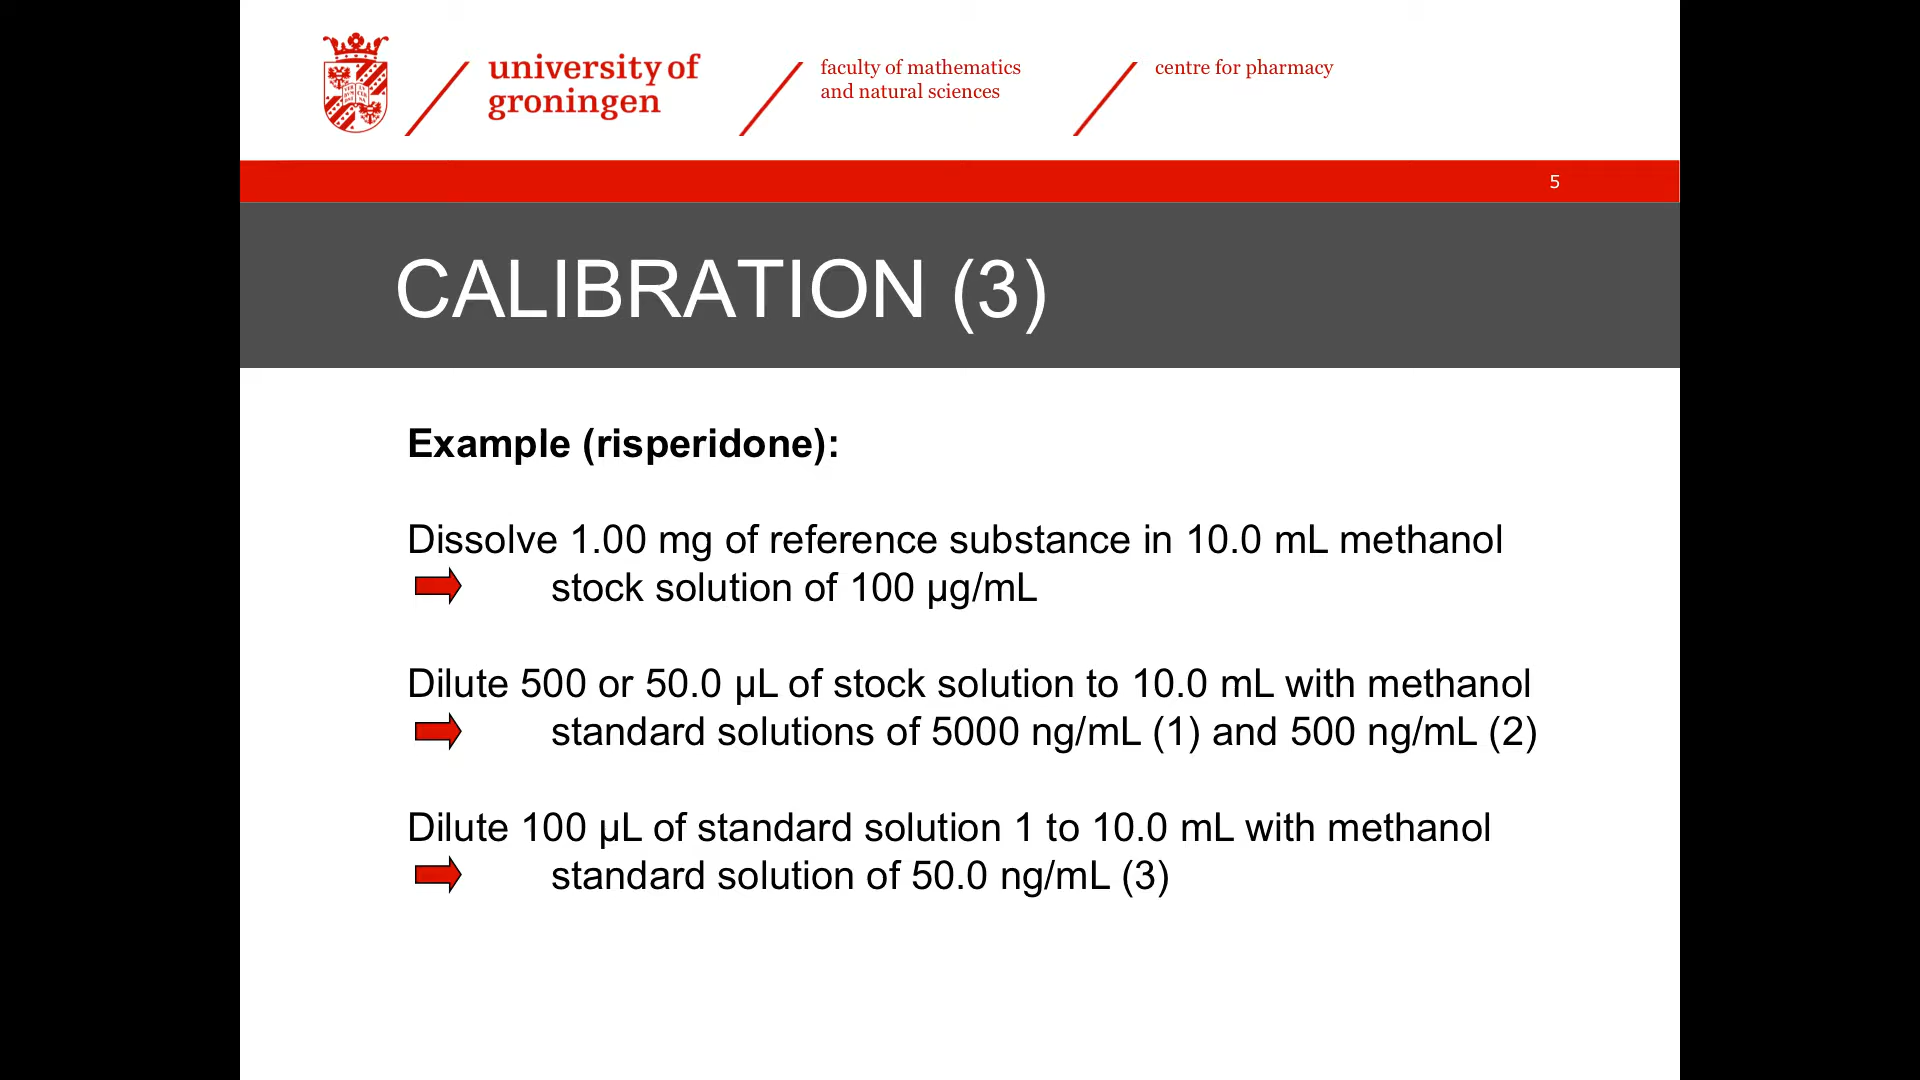 university of
groningen
faculty of mathematics
and natural sciences
centre for pharmacy
5
CALIBRATION (3)
Example (risperidone):
Dissolve 1.00 mg of reference substance in 10.0 mL methanol
stock solution of 100 µg/mL
Dilute 500 or 50.0 µL of stock solution to 10.0 mL with methanol
standard solutions of 5000 ng/mL (1) and 500 ng/mL (2)
Dilute 100 µL of standard solution 1 to 10.0 mL with methanol
standard solution of 50.0 ng/mL (3)